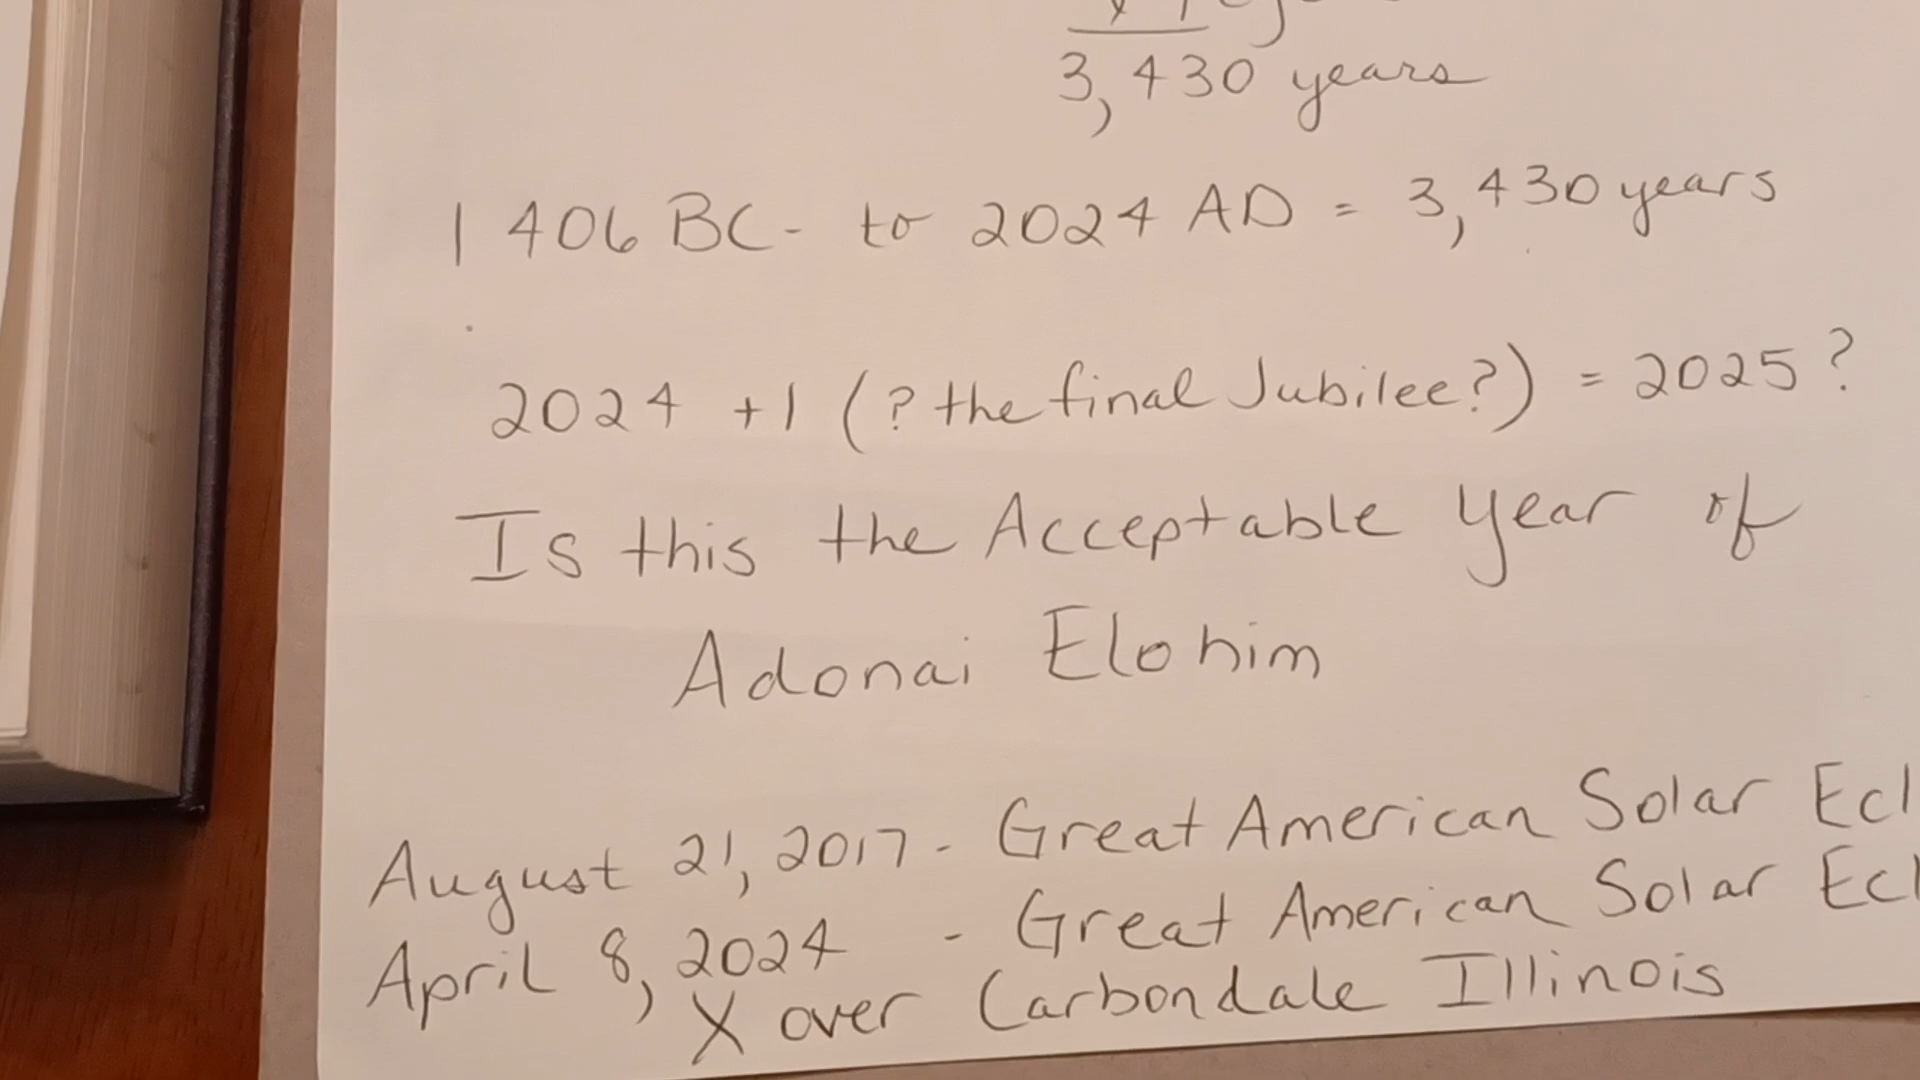 3,430 years
1406 BC - to 2024 AD = 3,430 years
2024 +1 (? the final Jubilee?) = 2025?
Is this the Acceptable Year of
Adonai Elohim
August 21, 2017 - Great American Solar Ecl
April 8, 2024 - Great American Solar Ecl
X over Carbondale Illinois